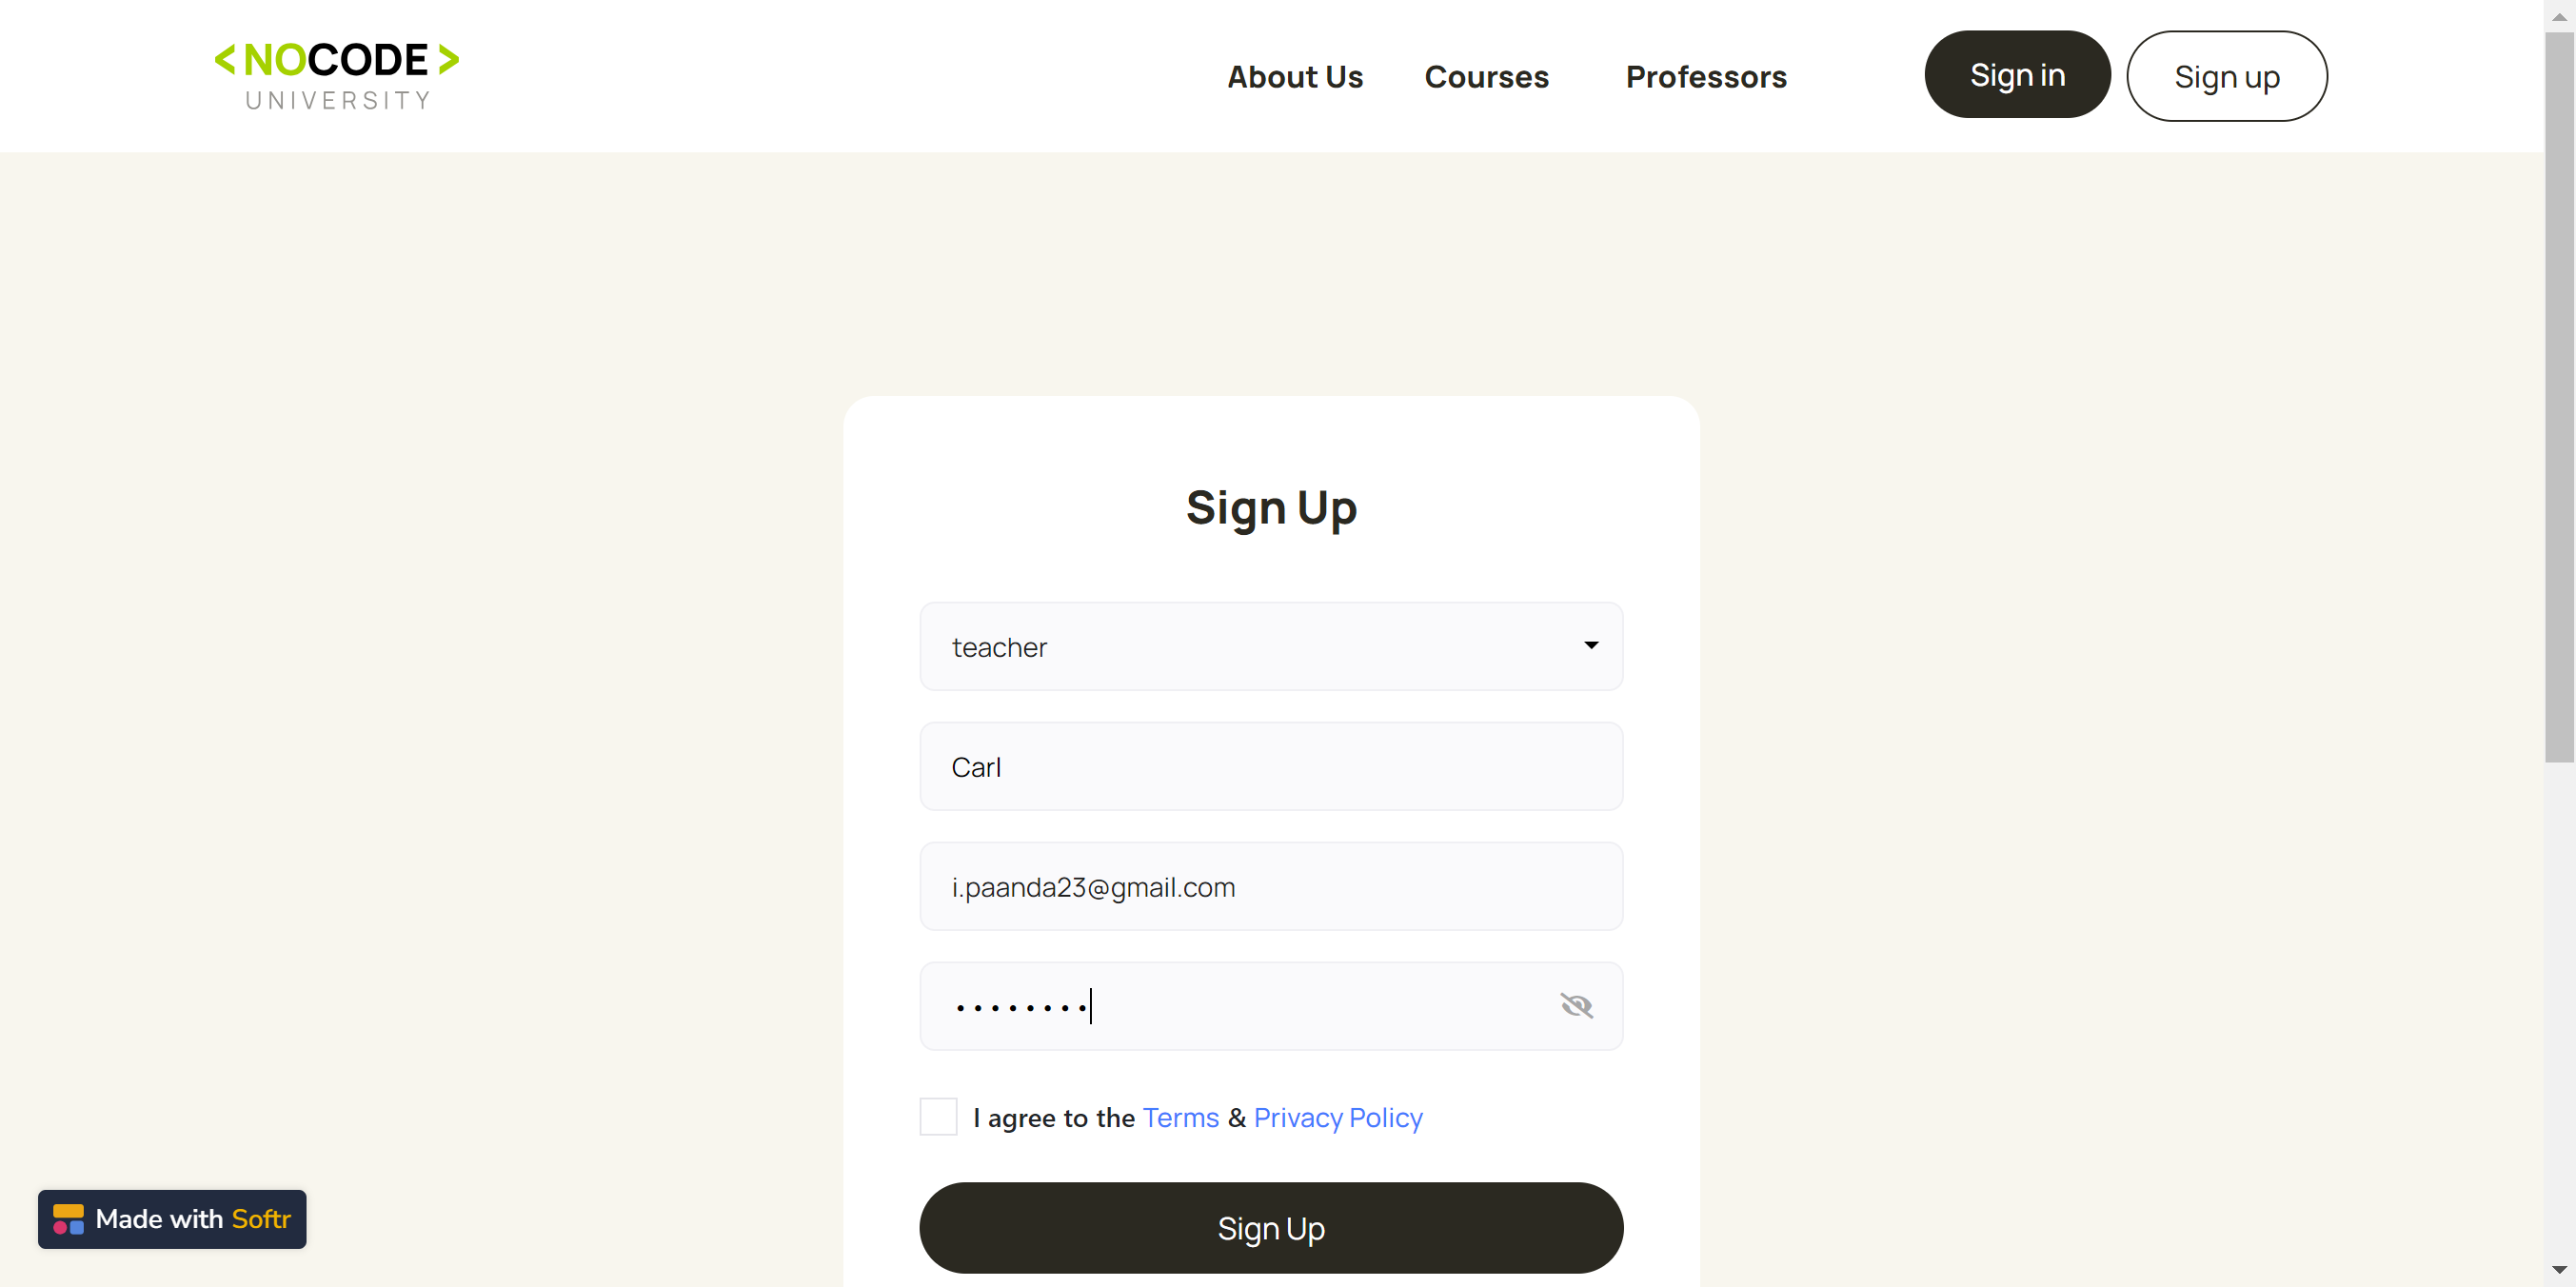 <NOCODE>
UNIVERSITY
About Us
Courses
Professors
Sign in
Sign up
Sign Up
teacher
Carl
i.paanda23@gmail.com
••••••••
I agree to the Terms & Privacy Policy
Sign Up
Made with Softr